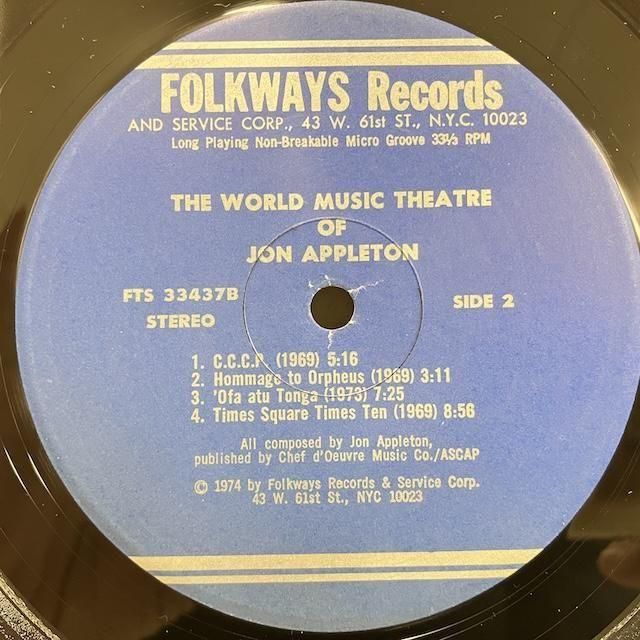 FOLKWAYS Records
AND SERVICE CORP., 43 W. 61st ST., N.Y.C. 10023
Long Playing Non-Breakable Micro Groove 33⅓ RPM
THE WORLD MUSIC THEATRE
OF
JON APPLETON
FTS 33437B
STEREO
SIDE 2
1. C.C.C.P. (1969) 5:16
2. Hommage to Orpheus (1969) 3:11
3. 'Ofa atu Tonga (1973) 7:25
4. Times Square Times Ten (1969) 8:56
All composed by Jon Appleton,
published by Chef d'Oeuvre Music Co./ASCAP
© 1974 by Folkways Records & Service Corp.
43 W. 61st St., NYC 10023